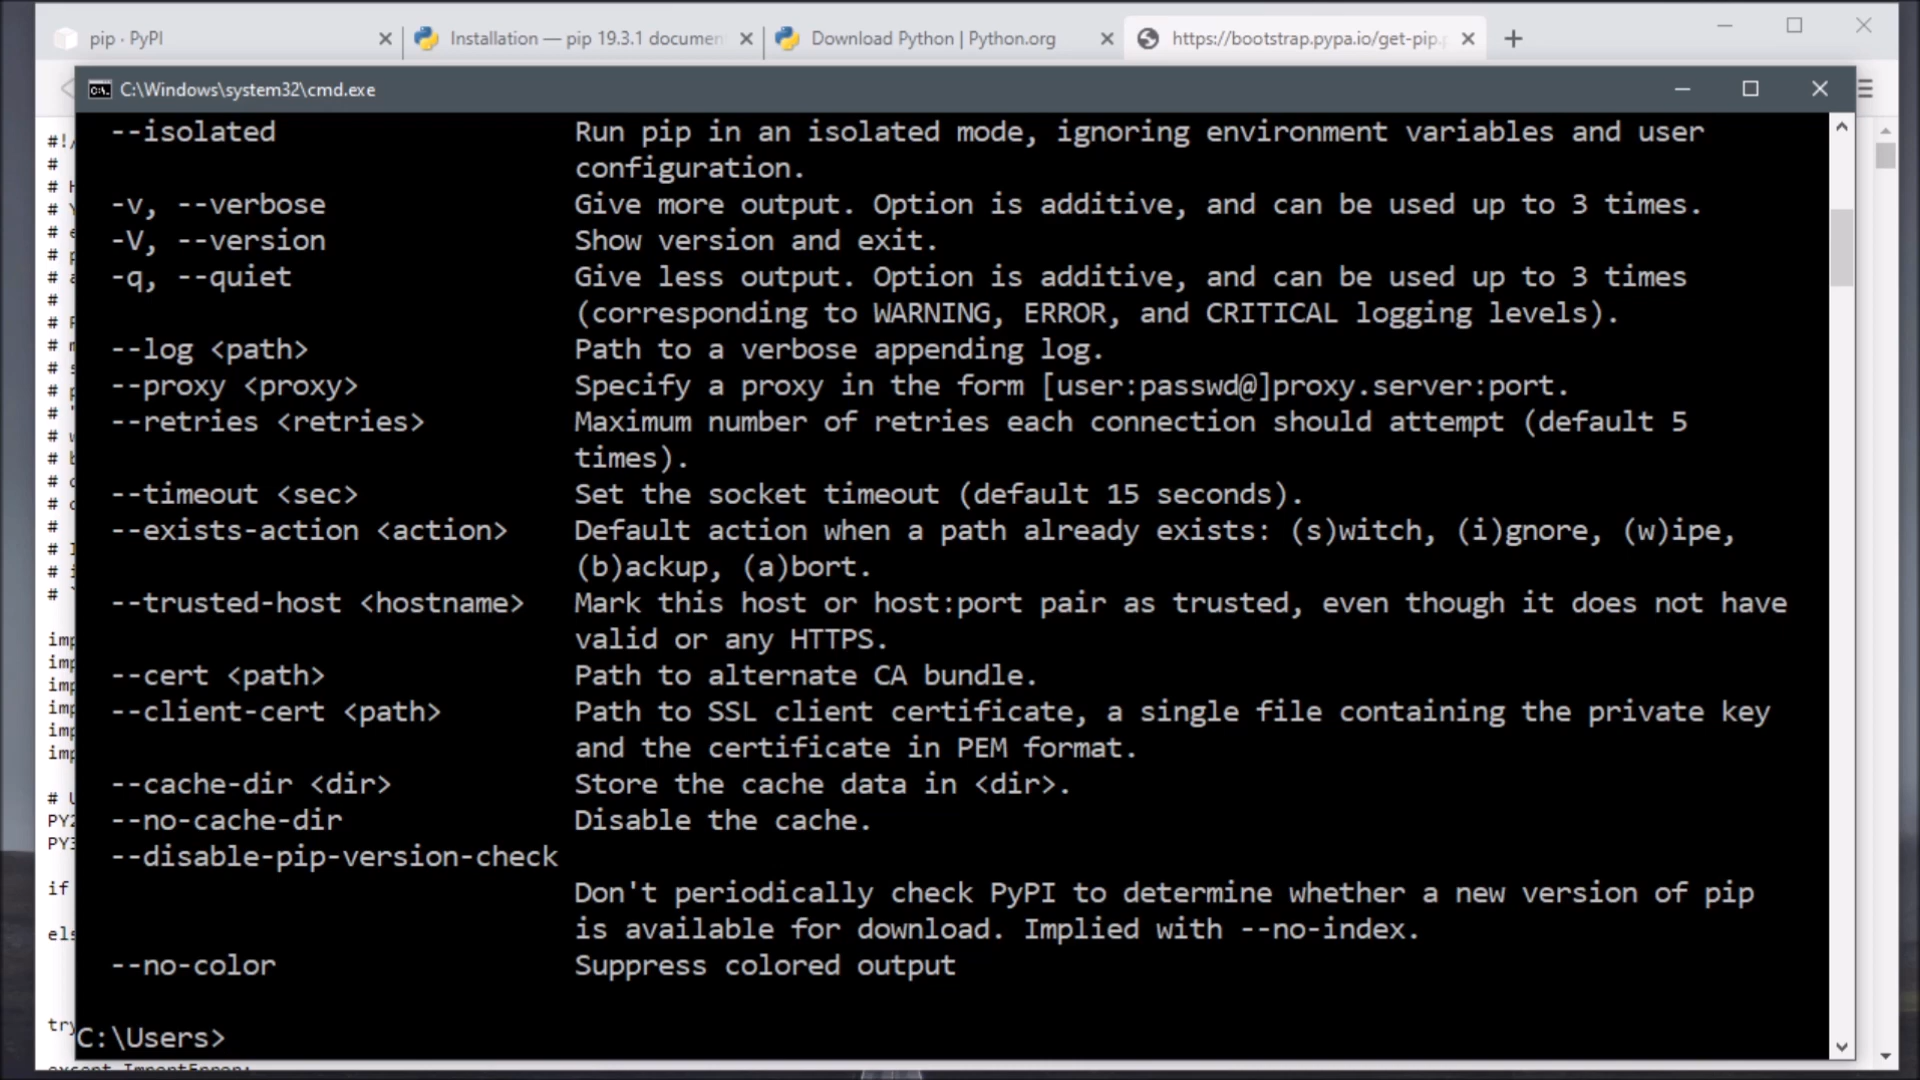 pip · PyPI
Installation — pip 19.3.1 documen
Download Python | Python.org
https://bootstrap.pypa.io/get-pip.
C:\Windows\system32\cmd.exe
--isolated Run pip in an isolated mode, ignoring environment variables and user
configuration.
-v, --verbose Give more output. Option is additive, and can be used up to 3 times.
-V, --version Show version and exit.
-q, --quiet Give less output. Option is additive, and can be used up to 3 times
(corresponding to WARNING, ERROR, and CRITICAL logging levels).
--log <path> Path to a verbose appending log.
--proxy <proxy> Specify a proxy in the form [user:passwd@]proxy.server:port.
--retries <retries> Maximum number of retries each connection should attempt (default 5
times).
--timeout <sec> Set the socket timeout (default 15 seconds).
--exists-action <action> Default action when a path already exists: (s)witch, (i)gnore, (w)ipe,
(b)ackup, (a)bort.
--trusted-host <hostname> Mark this host or host:port pair as trusted, even though it does not have
valid or any HTTPS.
--cert <path> Path to alternate CA bundle.
--client-cert <path> Path to SSL client certificate, a single file containing the private key
and the certificate in PEM format.
--cache-dir <dir> Store the cache data in <dir>.
--no-cache-dir Disable the cache.
--disable-pip-version-check
Don't periodically check PyPI to determine whether a new version of pip
is available for download. Implied with --no-index.
--no-color Suppress colored output
C:\Users>